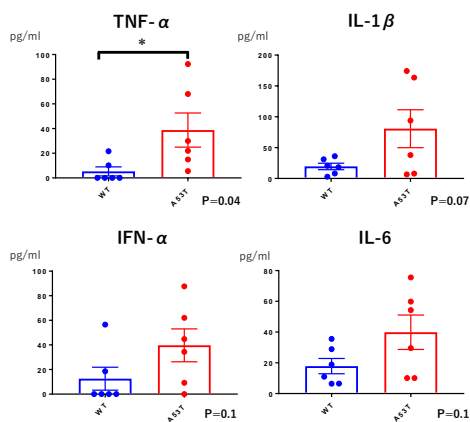 TNF-α
pg/ml
*
100
80
60
40
20
0
WT
A53T
P=0.04
IL-1β
pg/ml
200
150
100
50
0
WT
A53T
P=0.07
IFN-α
pg/ml
100
80
60
40
20
0
WT
A53T
P=0.1
IL-6
pg/ml
80
60
40
20
0
WT
A53T
P=0.1